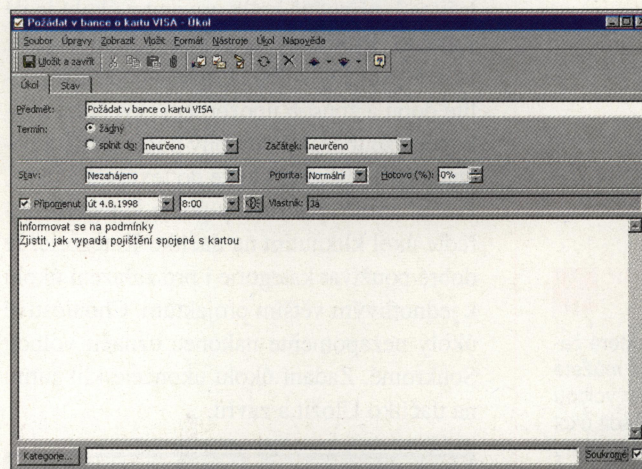 Požádat v bance o kartu VISA - Úkol
Soubor Úpravy Zobrazit Vložit Formát Nástroje Úkol Nápověda
Uložit a zavřít
Úkol Stav
Předmět: Požádat v bance o kartu VISA
Termín: žádný
splnit do: neurčeno Začátek: neurčeno
Stav: Nezahájeno Priorita: Normální Hotovo (%): 0%
Připomenut út 4.8.1998 8:00 Vlastník: Já
Informovat se na podmínky
Zjistit, jak vypadá pojištění spojené s kartou
Kategorie... Soukromé